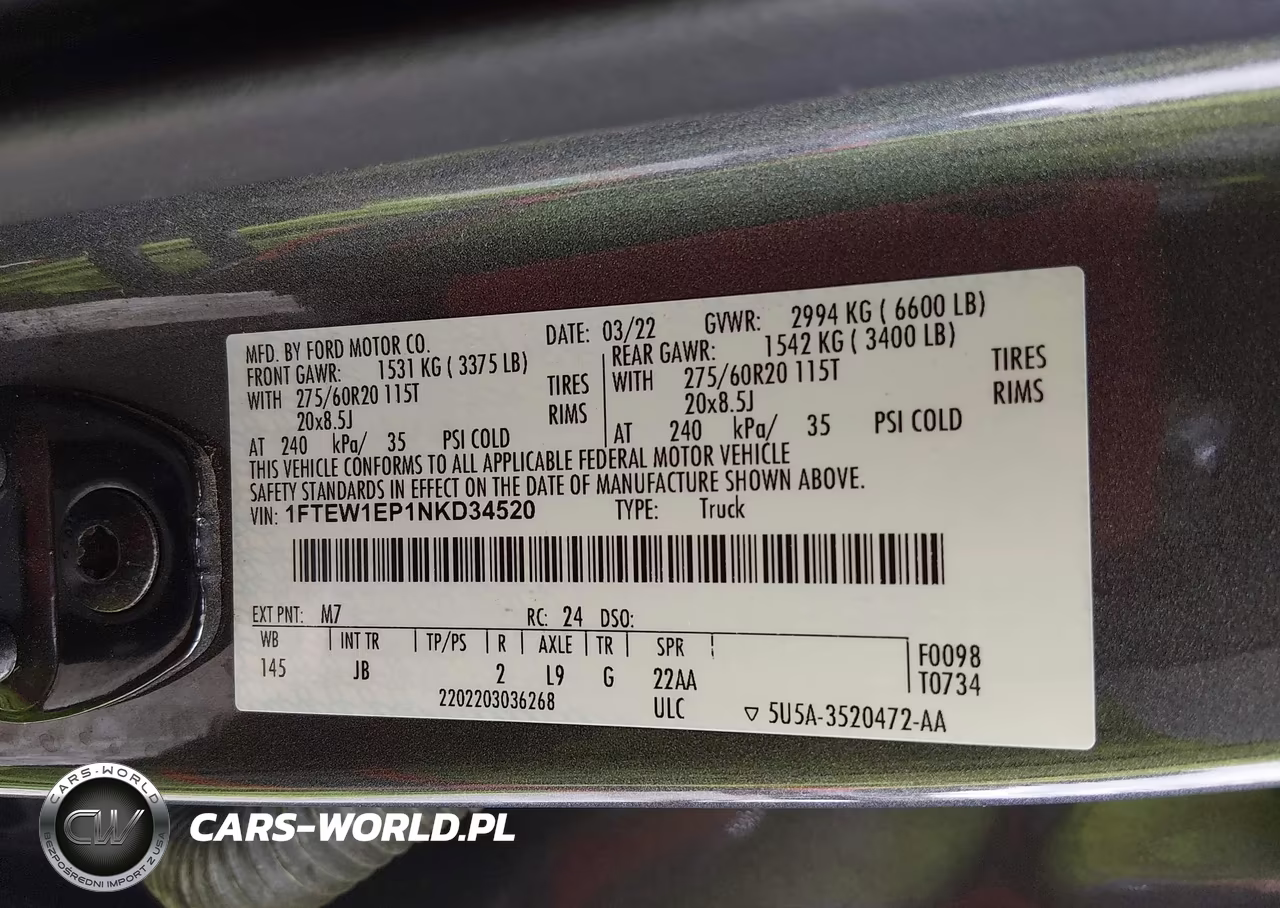 MFD. BY FORD MOTOR CO. DATE: 03/22 GVWR: 2994 KG ( 6600 LB)
FRONT GAWR: 1531 KG ( 3375 LB) REAR GAWR: 1542 KG ( 3400 LB)
WITH 275/60R20 115T TIRES WITH 275/60R20 115T TIRES
20x8.5J RIMS 20x8.5J RIMS
AT 240 kPa/ 35 PSI COLD AT 240 kPa/ 35 PSI COLD
THIS VEHICLE CONFORMS TO ALL APPLICABLE FEDERAL MOTOR VEHICLE
SAFETY STANDARDS IN EFFECT ON THE DATE OF MANUFACTURE SHOWN ABOVE.
VIN: 1FTEW1EP1NKD34520 TYPE: Truck
EXT PNT: M7 RC: 24 DSO:
WB INT TR TP/PS R AXLE TR SPR
145 JB 2 L9 G 22AA
F0098
T0734
2202203036268 ULC ▽ 5U5A-3520472-AA
CARS-WORLD
CW
BEZPOŚREDNI IMPORT Z USA
CARS-WORLD.PL